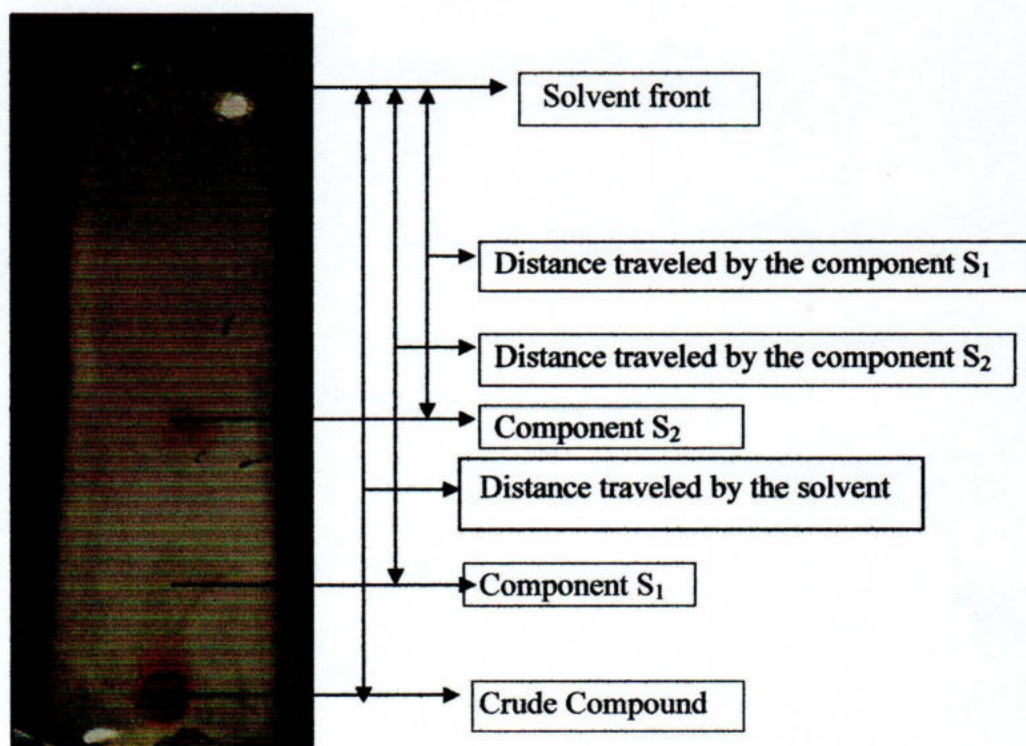 Solvent front
Distance traveled by the component S₁
Distance traveled by the component S₂
Component S₂
Distance traveled by the solvent
Component S₁
Crude Compound